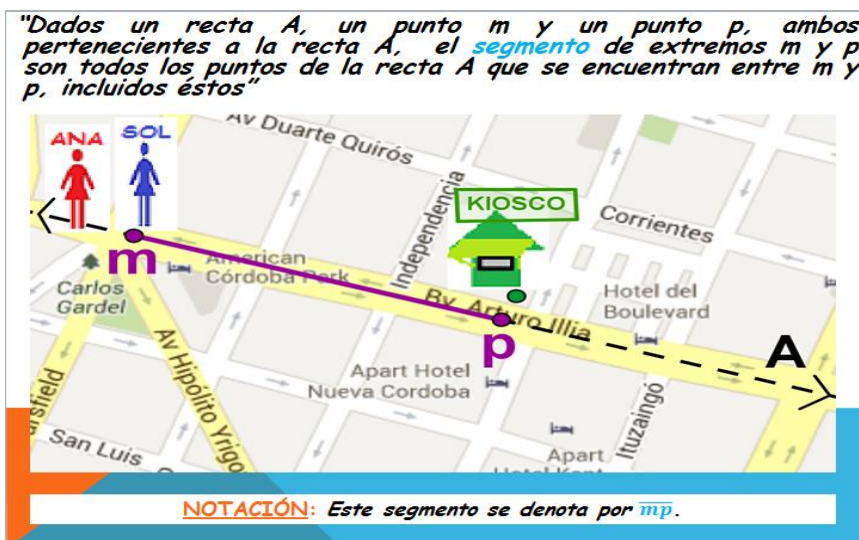 "Dados un recta A, un punto m y un punto p, ambos
pertenecientes a la recta A, el segmento de extremos m y p
son todos los puntos de la recta A que se encuentran entre m y
p, incluidos éstos"
ANA
SOL
Av Duarte Quirós
Independencia
KIOSCO
Corrientes
m
American
Córdoba Park
Carlos
Gardel
Bv. Arturo Illia
Hotel del
Boulevard
p
A
Av Hipólito Yrigo
Apart Hotel
Nueva Cordoba
Ituzaingó
arsfield
San Luis
Apart
NOTACIÓN: Este segmento se denota por m̅p̅.